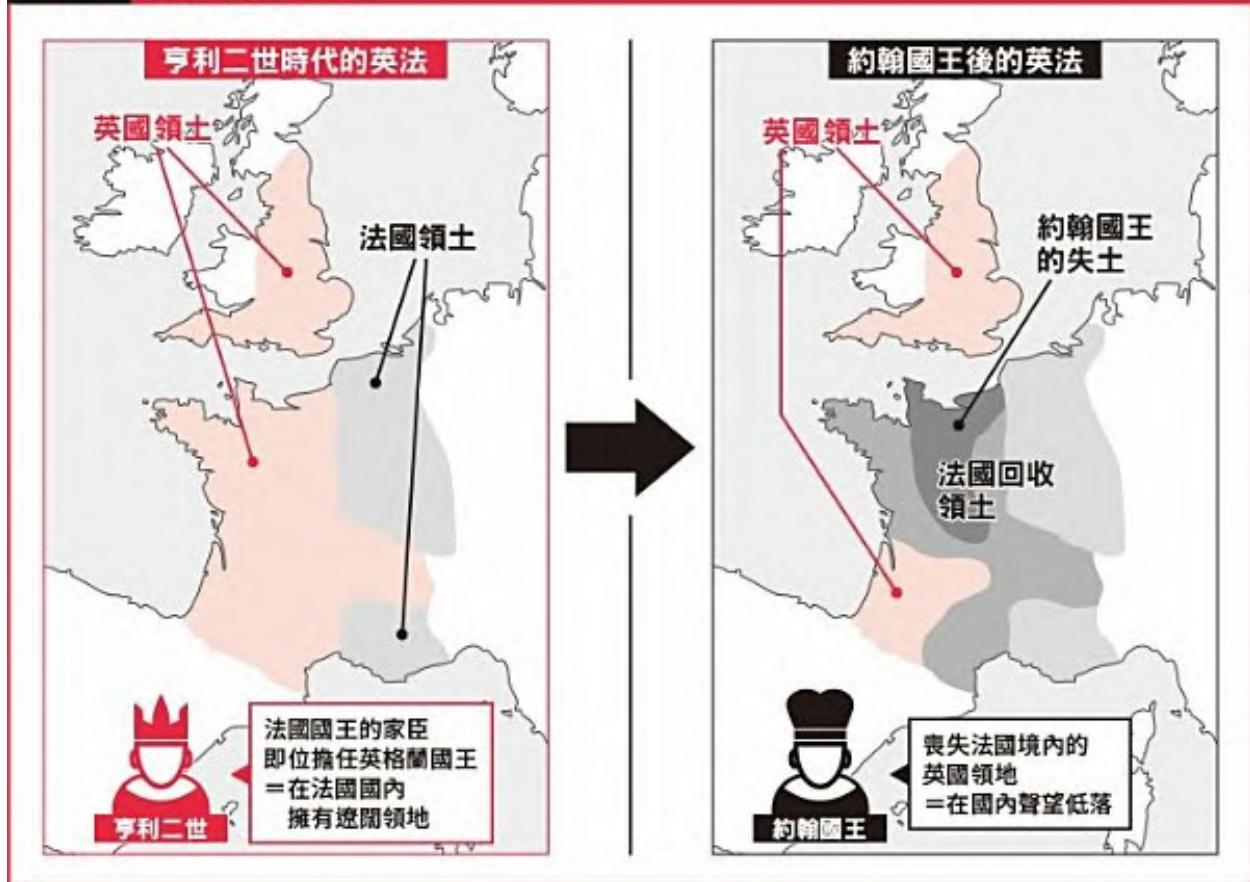 亨利二世時代的英法
英國領土
法國領土
法國國王的家臣
即位擔任英格蘭國王
＝在法國國內
擁有遼闊領地
亨利二世
約翰國王後的英法
英國領土
約翰國王
的失土
法國回收
領土
喪失法國境內的
英國領地
＝在國內聲望低落
約翰國王